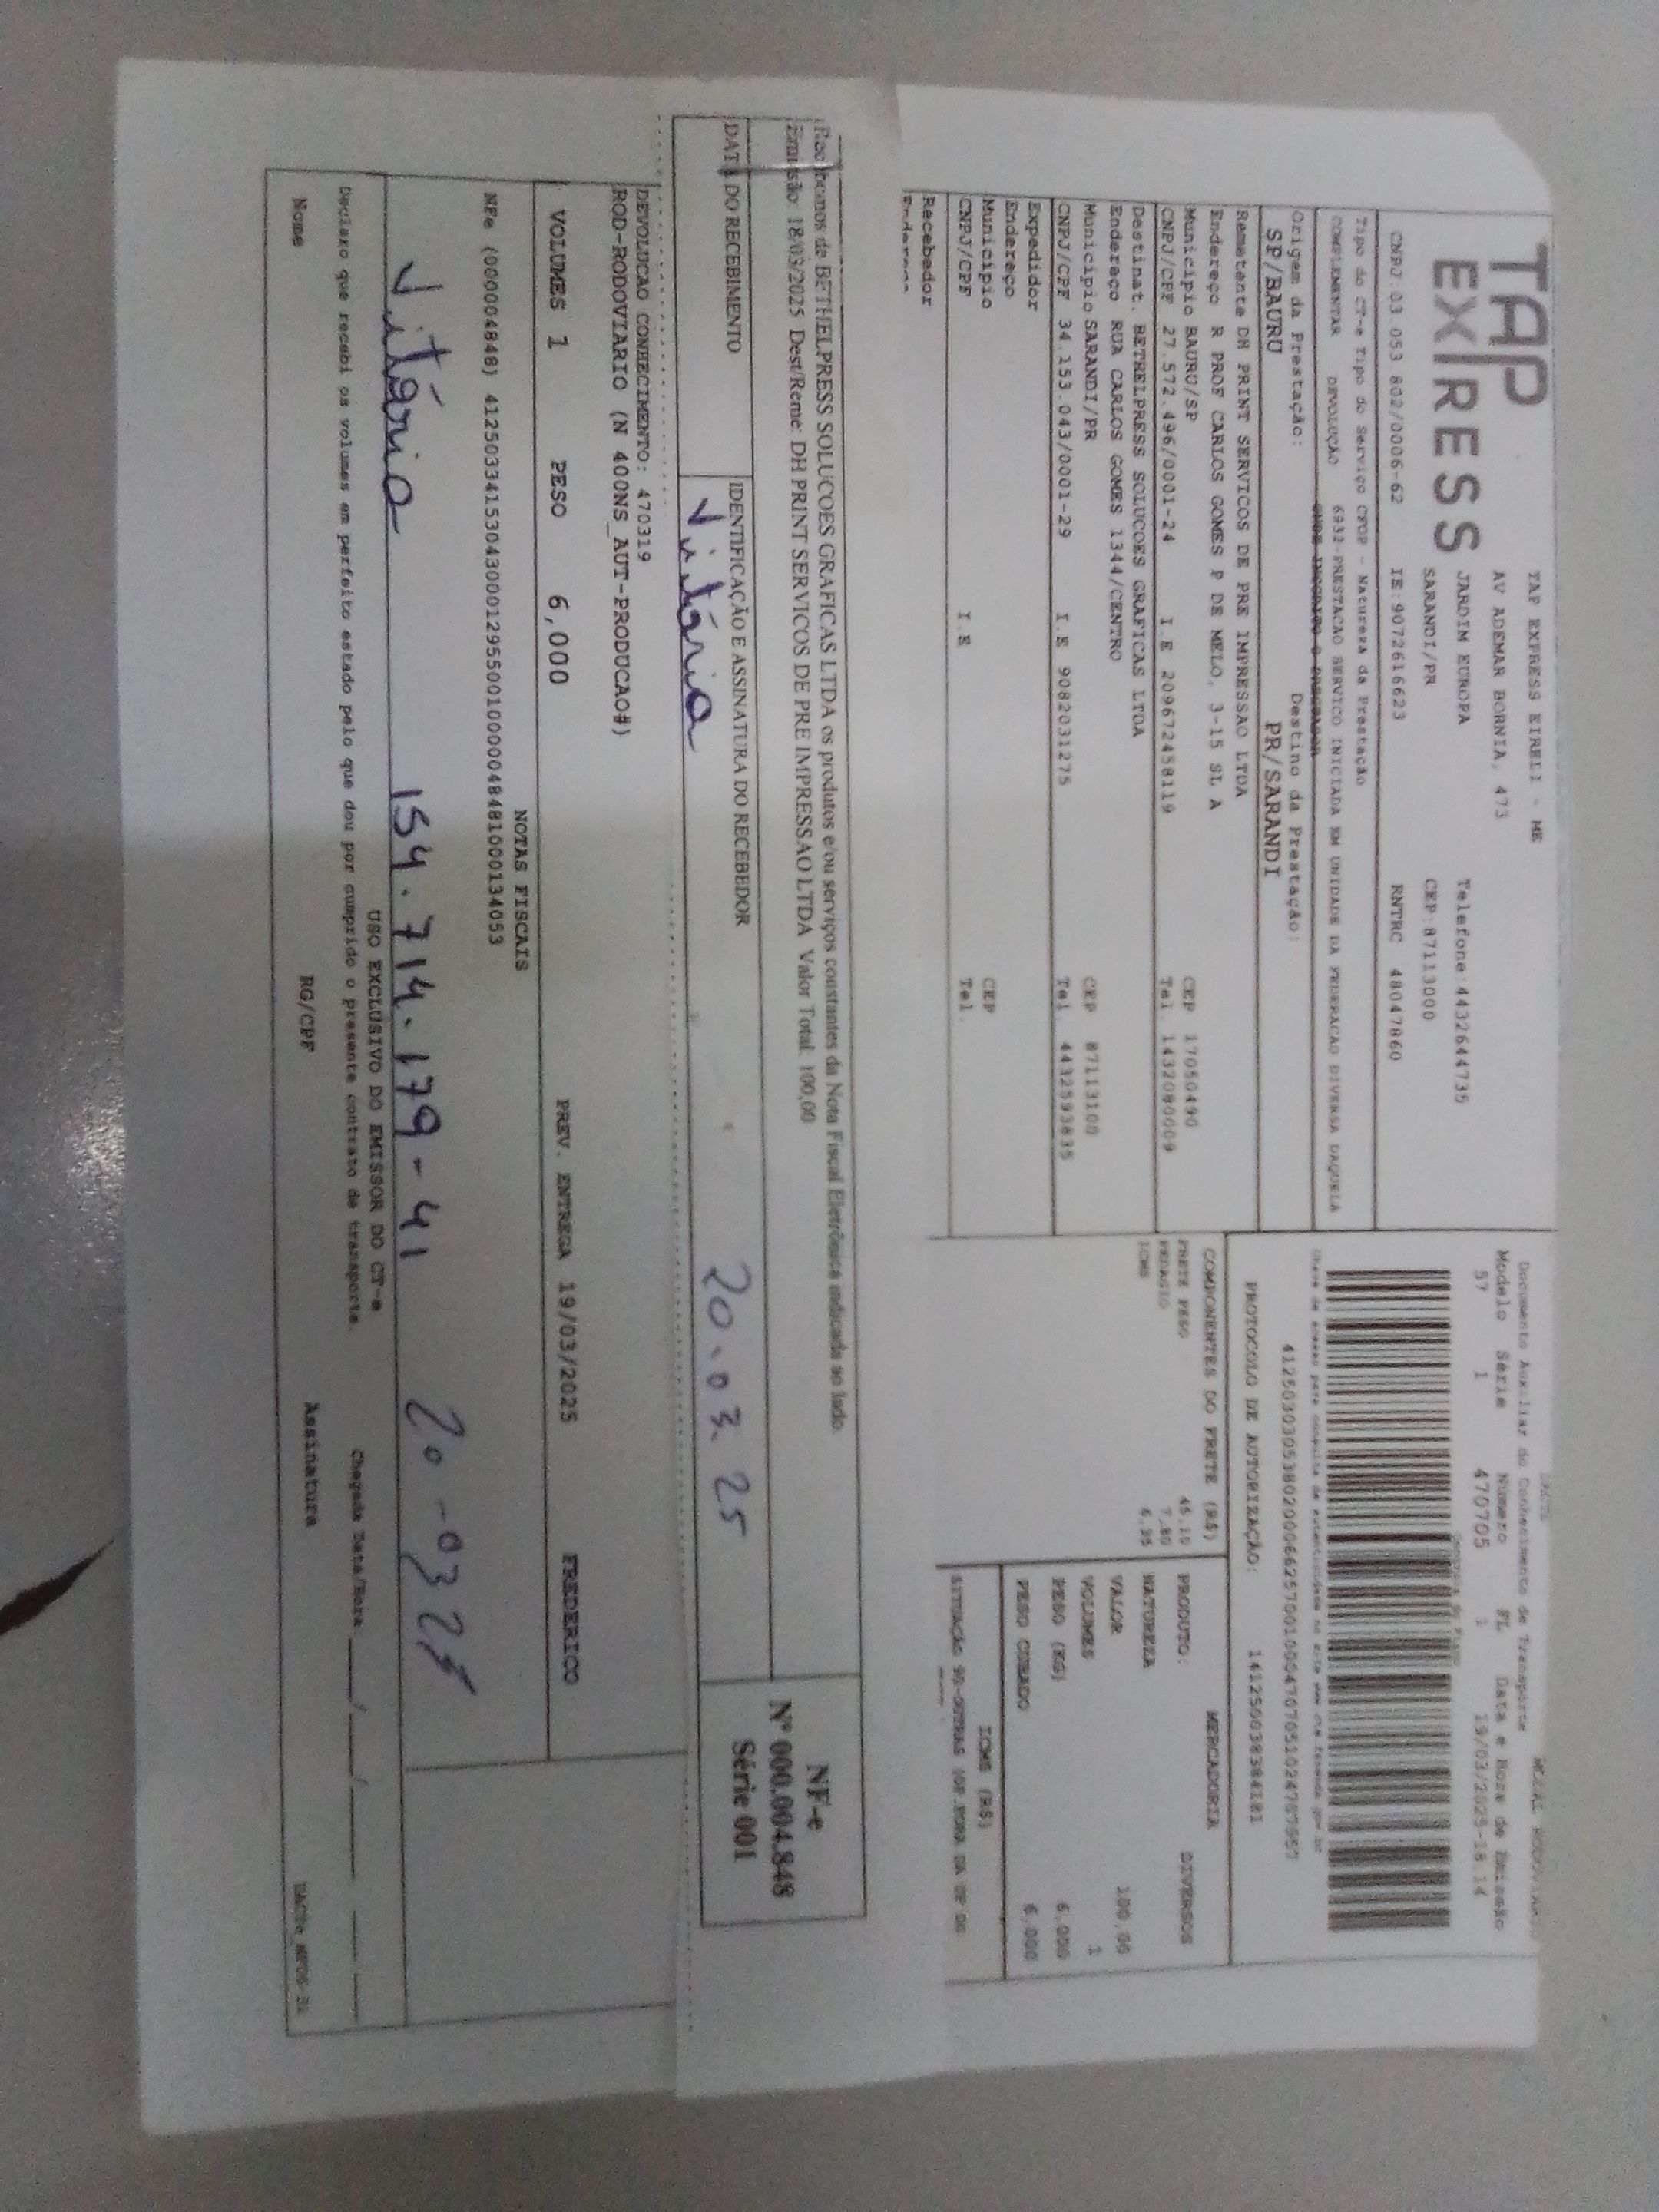 TAP
EXPRESS
TAP EXPRESS EIRELI - ME
AV ADEMAR BORNIA, 473
JARDIM EUROPA Telefone:4432644735
SARANDI/PR CEP:87113000
CNPJ:03 053 802/0006-62 IE:9072616623 RNTRC 48047860
Documento Auxiliar do Conhecimento de Transporte
Modelo Série Número FL Data e Hora de Emissão
57 1 470705 1 19/03/2025-18 14
Tipo do CT-e Tipo do Serviço CFOP - Natureza da Prestação
COMPLEMENTAR DEVOLUÇÃO 6932-PRESTACAO SERVICO INICIADA EM UNIDADE DA FEDERACAO DIVERSA DAQUELA
ONDE INSCRITO O PRESTADOR
Origem da Prestação: Destino da Prestação:
SP/BAURU PR/SARANDI
PROTOCOLO DE AUTORIZAÇÃO:
Remetente DH PRINT SERVICOS DE PRE IMPRESSAO LTDA
Endereço R PROF CARLOS GOMES P DE MELO, 3-15 SL A
Município BAURU/SP CEP 17050490
CNPJ/CPF 27.572.496/0001-24 I.E 209672458119 Tel. 1432080009
Destinat. BETHELPRESS SOLUCOES GRAFICAS LTDA
Endereço RUA CARLOS GOMES 1344/CENTRO
Município SARANDI/PR CEP 87113100
CNPJ/CPF 34.153.043/0001-29 I.E 9082031275 Tel 4432593835
Expedidor
Endereço
Município CEP
CNPJ/CPF I.E Tel.
Recebador
COMPONENTES DO FRETE (R$)
FRETE PESO 45.10
PEDAGIO 7.80
ICMS 6.35
MERCADORIA
PRODUTO: DIVERSOS
NATUREZA
VALOR 100,00
VOLUMES 1
PESO (KG) 6.000
PESO CUBADO 6.000
ICMS (R$)
os produtos e/ou serviços constantes da Nota Fiscal Eletrônica indicada ao lado.
Emissão: 18/03/2025 Dest/Reme: DH PRINT SERVICOS DE PRE IMPRESSAO LTDA Valor Total: 100,00
DATA DO RECEBIMENTO IDENTIFICAÇÃO E ASSINATURA DO RECEBEDOR
Vitória 20.03.25
NF-e
Nº 000.004.848
Série 001
DEVOLUCAO CONHECIMENTO: 470319
ROD-RODOVIARIO (N 400NS_AUT-PRODUCAO#)
VOLUMES 1 PESO 6,000 PREV. ENTREGA 19/03/2025 FREDERICO
NOTAS FISCAIS
NFe (000004848) 41250334153043000129550010000048481000134053
Vitória 154.714.179-41
USO EXCLUSIVO DO EMISSOR DO CT-e
Declaro que recebi os volumes em perfeito estado pelo que dou por cumprido o presente contrato de transporte. Chegada Data/Hora ___/___/___
Nome RG/CPF Assinatura